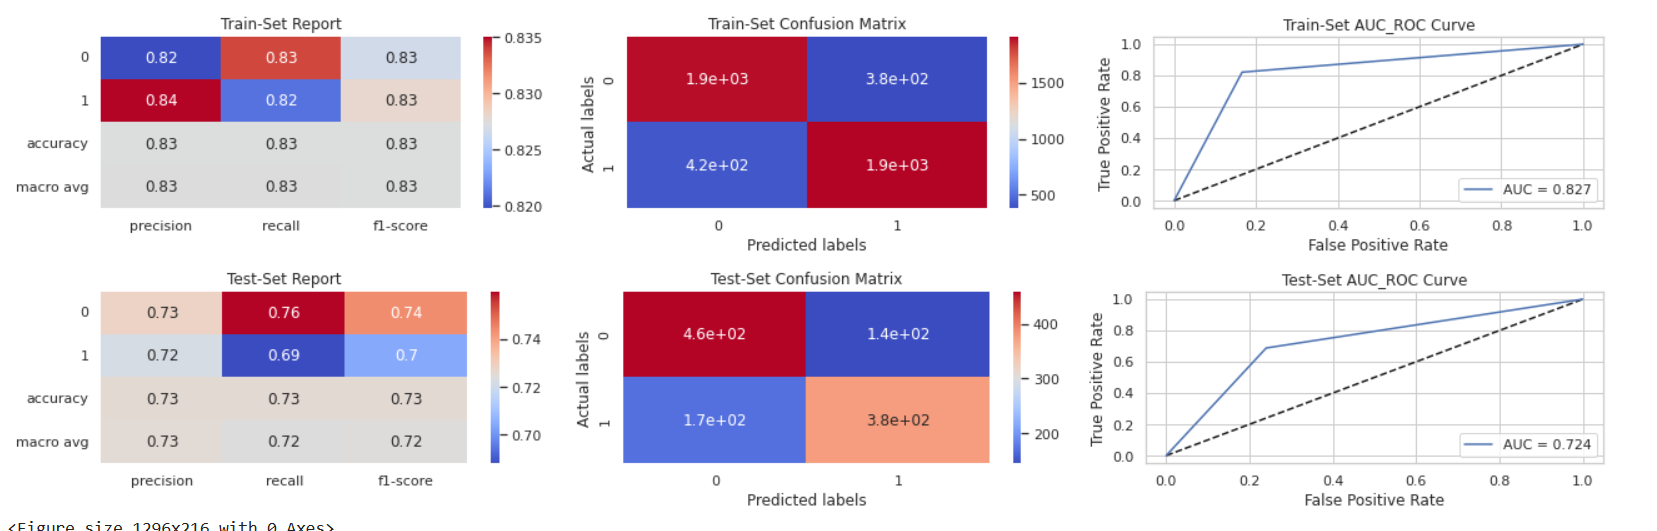 Train-Set Report
0 0.82 0.83 0.83
1 0.84 0.82 0.83
accuracy 0.83 0.83 0.83
macro avg 0.83 0.83 0.83
precision recall f1-score
0.835
0.830
0.825
0.820
Train-Set Confusion Matrix
Actual labels
0 1.9e+03 3.8e+02
1 4.2e+02 1.9e+03
0 1
Predicted labels
1500
1000
500
Train-Set AUC_ROC Curve
True Positive Rate
1.0
0.8
0.6
0.4
0.2
0.0
AUC = 0.827
0.0 0.2 0.4 0.6 0.8 1.0
False Positive Rate
Test-Set Report
0 0.73 0.76 0.74
1 0.72 0.69 0.7
accuracy 0.73 0.73 0.73
macro avg 0.73 0.72 0.72
precision recall f1-score
0.74
0.72
0.70
Test-Set Confusion Matrix
Actual labels
0 4.6e+02 1.4e+02
1 1.7e+02 3.8e+02
0 1
Predicted labels
400
300
200
Test-Set AUC_ROC Curve
True Positive Rate
1.0
0.8
0.6
0.4
0.2
0.0
AUC = 0.724
0.0 0.2 0.4 0.6 0.8 1.0
False Positive Rate
<Figure size 1296x216 with 0 Axes>